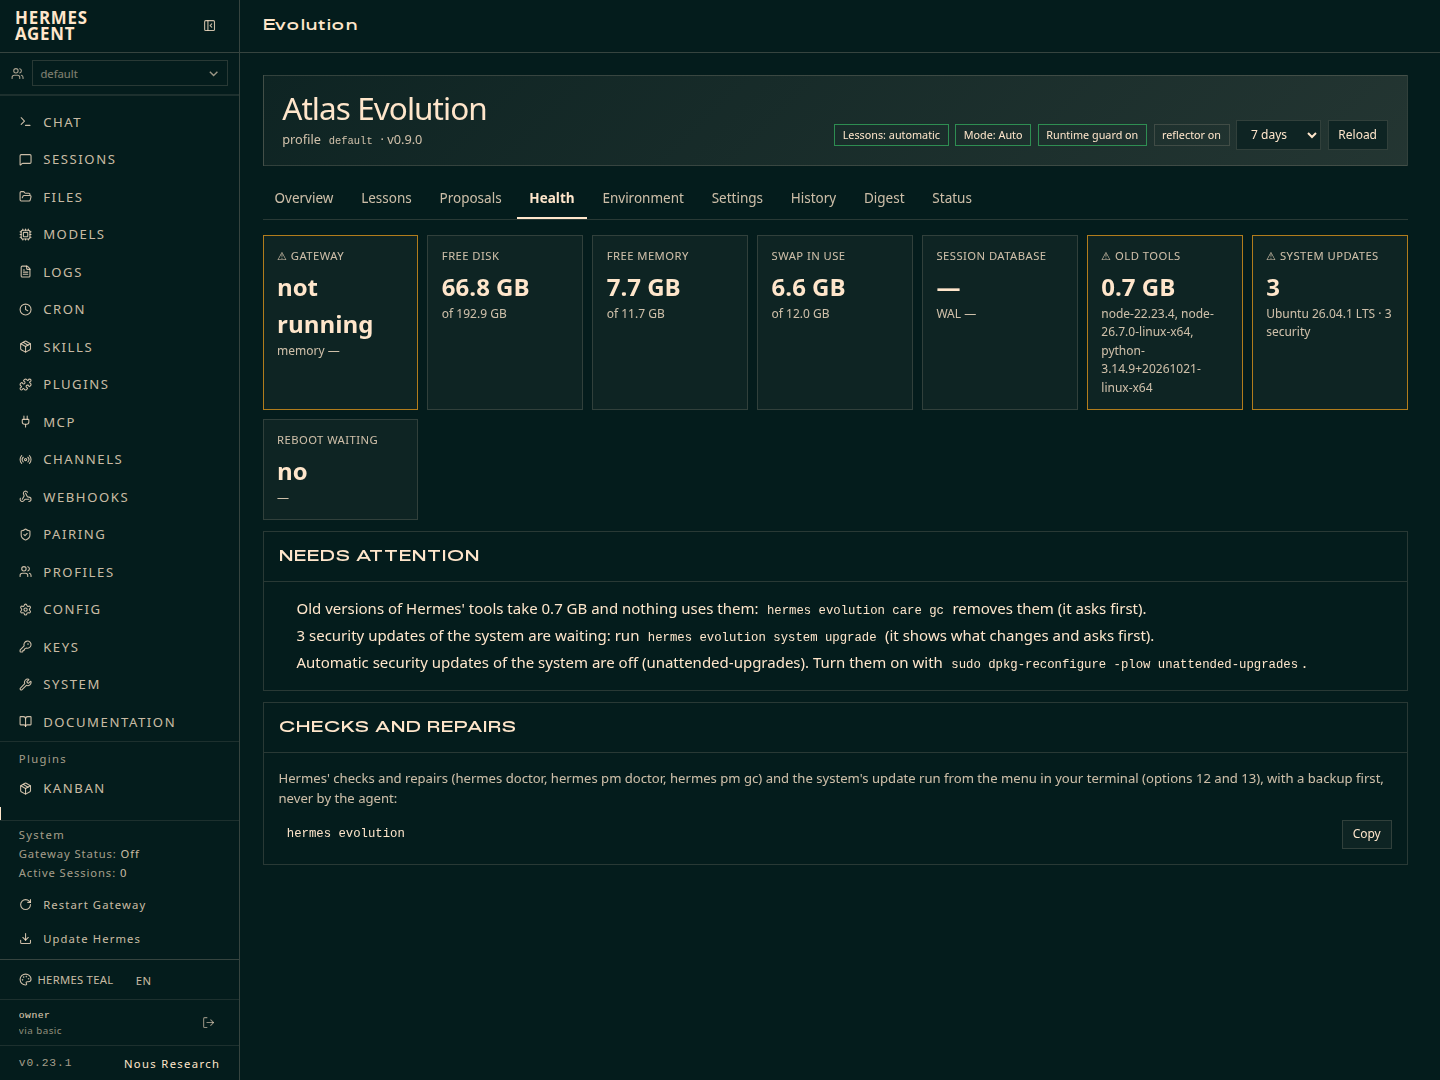 HERMES
AGENT
default
CHAT
SESSIONS
FILES
MODELS
LOGS
CRON
SKILLS
PLUGINS
MCP
CHANNELS
WEBHOOKS
PAIRING
PROFILES
CONFIG
KEYS
SYSTEM
DOCUMENTATION
Plugins
KANBAN
System
Gateway Status: Off
Active Sessions: 0
Restart Gateway
Update Hermes
HERMES TEAL EN
owner
via basic
v0.23.1 Nous Research
Evolution
Atlas Evolution
profile default · v0.9.0
Lessons: automatic Mode: Auto Runtime guard on reflector on 7 days Reload
Overview Lessons Proposals Health Environment Settings History Digest Status
⚠ GATEWAY
not
running
memory —
FREE DISK
66.8 GB
of 192.9 GB
FREE MEMORY
7.7 GB
of 11.7 GB
SWAP IN USE
6.6 GB
of 12.0 GB
SESSION DATABASE
—
WAL —
⚠ OLD TOOLS
0.7 GB
node-22.23.4, node-
26.7.0-linux-x64,
python-
3.14.9+20261021-
linux-x64
⚠ SYSTEM UPDATES
3
Ubuntu 26.04.1 LTS · 3
security
REBOOT WAITING
no
—
NEEDS ATTENTION
Old versions of Hermes' tools take 0.7 GB and nothing uses them: hermes evolution care gc removes them (it asks first).
3 security updates of the system are waiting: run hermes evolution system upgrade (it shows what changes and asks first).
Automatic security updates of the system are off (unattended-upgrades). Turn them on with sudo dpkg-reconfigure -plow unattended-upgrades.
CHECKS AND REPAIRS
Hermes' checks and repairs (hermes doctor, hermes pm doctor, hermes pm gc) and the system's update run from the menu in your terminal (options 12 and 13), with a backup first,
never by the agent:
hermes evolution
Copy